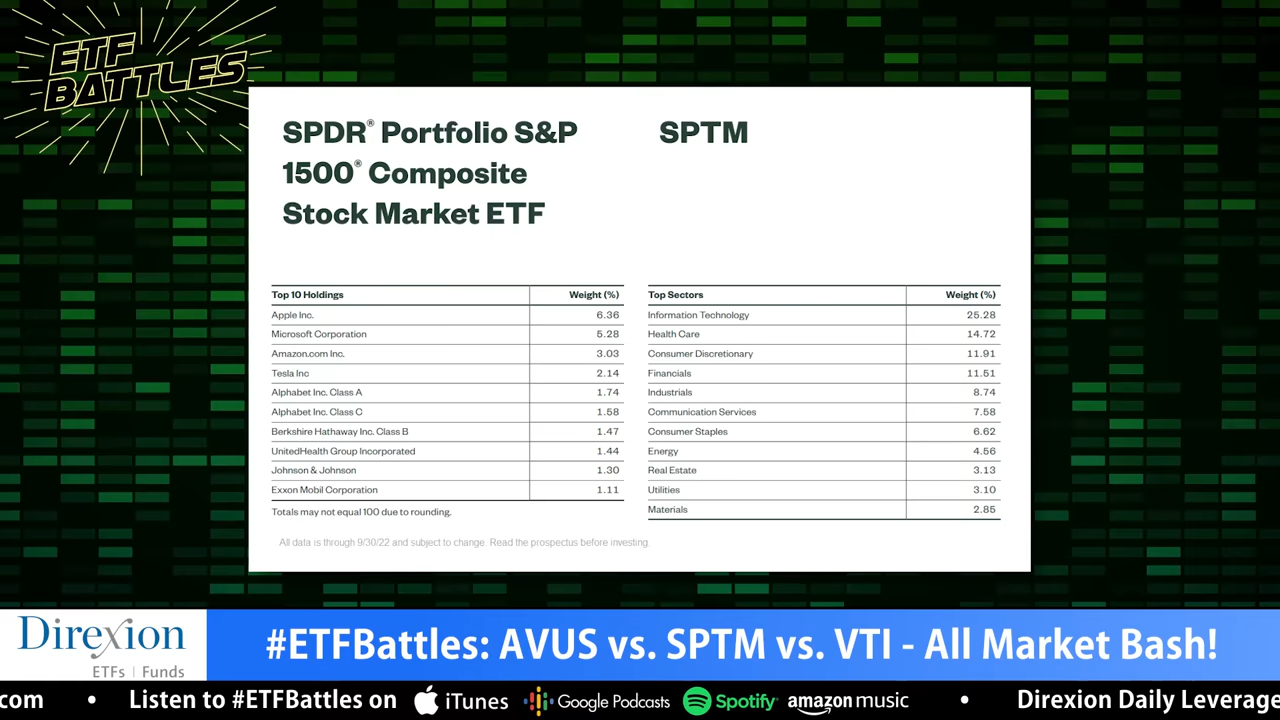 ETF
BATTLES
SPDR® Portfolio S&P
1500® Composite
Stock Market ETF
SPTM
Top 10 Holdings Weight (%)
Apple Inc. 6.36
Microsoft Corporation 5.28
Amazon.com Inc. 3.03
Tesla Inc 2.14
Alphabet Inc. Class A 1.74
Alphabet Inc. Class C 1.58
Berkshire Hathaway Inc. Class B 1.47
UnitedHealth Group Incorporated 1.44
Johnson & Johnson 1.30
Exxon Mobil Corporation 1.11
Totals may not equal 100 due to rounding.
Top Sectors Weight (%)
Information Technology 25.28
Health Care 14.72
Consumer Discretionary 11.91
Financials 11.51
Industrials 8.74
Communication Services 7.58
Consumer Staples 6.62
Energy 4.56
Real Estate 3.13
Utilities 3.10
Materials 2.85
All data is through 9/30/22 and subject to change. Read the prospectus before investing.
Direxion
ETFs | Funds
#ETFBattles: AVUS vs. SPTM vs. VTI - All Market Bash!
.com • Listen to #ETFBattles on iTunes Google Podcasts Spotify amazon music • Direxion Daily Leverage